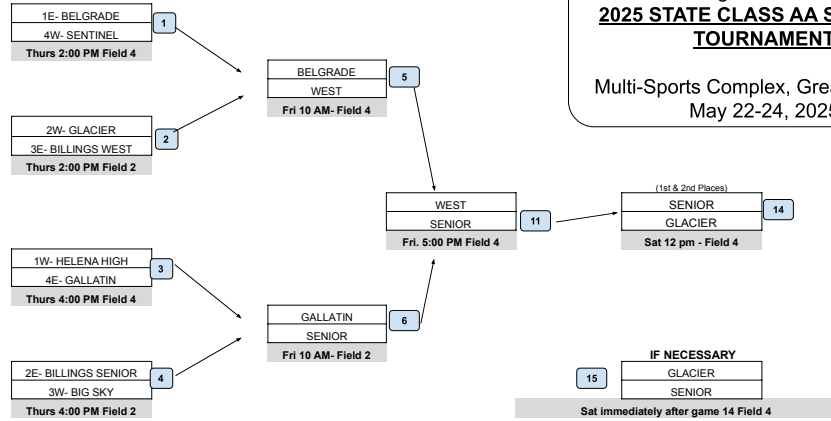 2025 STATE CLASS AA S
TOURNAMENT
Multi-Sports Complex, Grea
May 22-24, 2025
1E- BELGRADE
4W- SENTINEL
Thurs 2:00 PM Field 4
1
2W- GLACIER
3E- BILLINGS WEST
Thurs 2:00 PM Field 2
2
BELGRADE
WEST
Fri 10 AM- Field 4
5
1W- HELENA HIGH
4E- GALLATIN
Thurs 4:00 PM Field 4
3
2E- BILLINGS SENIOR
3W- BIG SKY
Thurs 4:00 PM Field 2
4
GALLATIN
SENIOR
Fri 10 AM- Field 2
6
WEST
SENIOR
Fri. 5:00 PM Field 4
11
(1st & 2nd Places)
SENIOR
GLACIER
Sat 12 pm - Field 4
14
IF NECESSARY
GLACIER
SENIOR
15
Sat immediately after game 14 Field 4